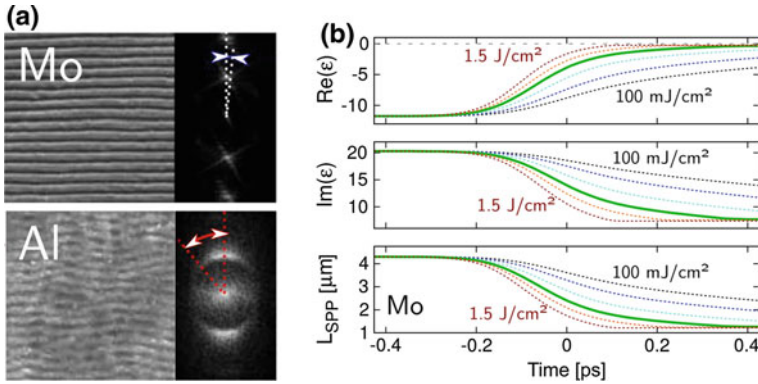 (a)
Mo
Al
(b)
Re(ε)
0
-5
-10
1.5 J/cm²
100 mJ/cm²
Im(ε)
20
15
10
100 mJ/cm²
1.5 J/cm²
L_SPP [μm]
4
3
2
1
Mo
100 mJ/cm²
1.5 J/cm²
-0.4 -0.2 0 0.2 0.4
Time [ps]